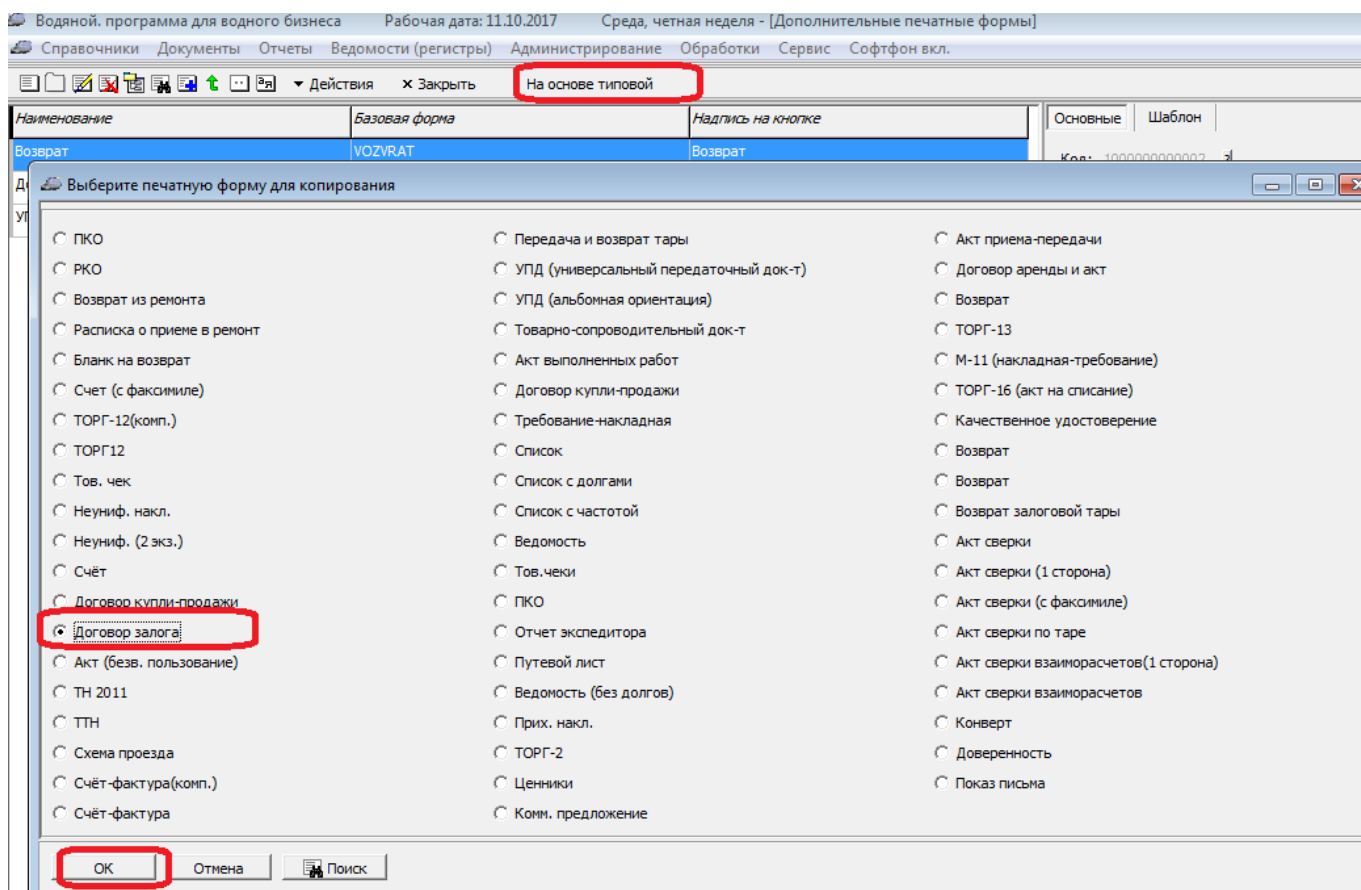 Водяной. программа для водного бизнеса Рабочая дата: 11.10.2017 Среда, четная неделя - [Дополнительные печатные формы]
Справочники Документы Отчеты Ведомости (регистры) Администрирование Обработки Сервис Софтфон вкл.
Действия × Закрыть На основе типовой
Наименование Базовая форма Надпись на кнопке Основные Шаблон
Возврат VOZVRAT Возврат Код: 1000000000002
Выберите печатную форму для копирования
ПКО Передача и возврат тары Акт приема-передачи
РКО УПД (универсальный передаточный док-т) Договор аренды и акт
Возврат из ремонта УПД (альбомная ориентация) Возврат
Расписка о приеме в ремонт Товарно-сопроводительный док-т ТОРГ-13
Бланк на возврат Акт выполненных работ М-11 (накладная-требование)
Счет (с факсимиле) Договор купли-продажи ТОРГ-16 (акт на списание)
ТОРГ-12(комп.) Требование-накладная Качественное удостоверение
ТОРГ12 Список Возврат
Тов. чек Список с долгами Возврат
Неуниф. накл. Список с частотой Возврат залоговой тары
Неуниф. (2 экз.) Ведомость Акт сверки
Счёт Тов.чеки Акт сверки (1 сторона)
Договор купли-продажи ПКО Акт сверки (с факсимиле)
Договор залога Отчет экспедитора Акт сверки по таре
Акт (безв. пользование) Путевой лист Акт сверки взаиморасчетов(1 сторона)
ТН 2011 Ведомость (без долгов) Акт сверки взаиморасчетов
ТТН Прих. накл. Конверт
Схема проезда ТОРГ-2 Доверенность
Счёт-фактура(комп.) Ценники Показ письма
Счёт-фактура Комм. предложение
ОК Отмена Поиск